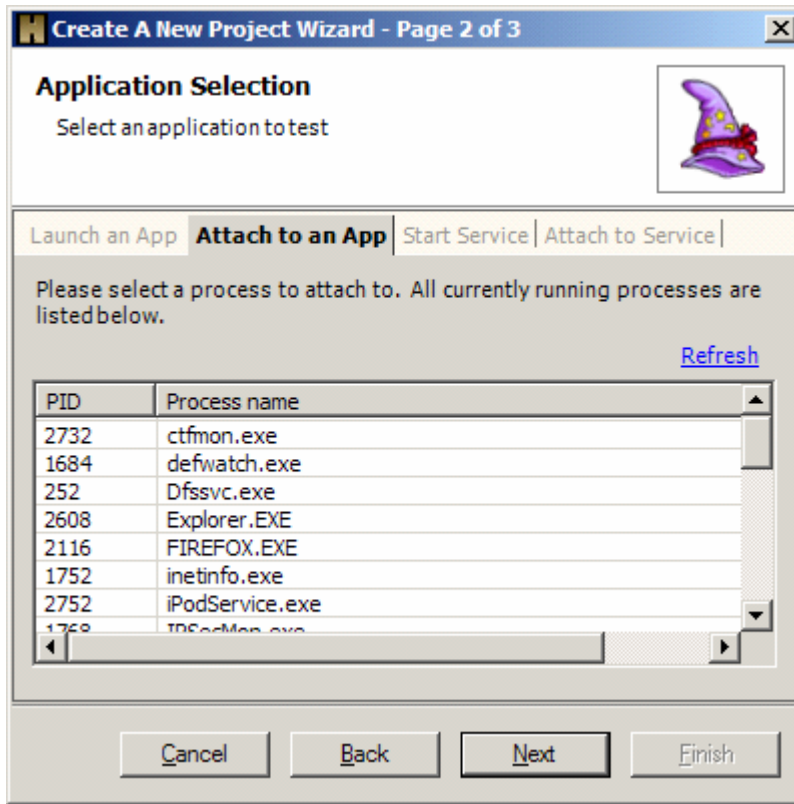 Create A New Project Wizard - Page 2 of 3
Application Selection
Select an application to test
Launch an App Attach to an App Start Service Attach to Service
Please select a process to attach to. All currently running processes are
listed below.
Refresh
PID Process name
2732 ctfmon.exe
1684 defwatch.exe
252 Dfssvc.exe
2608 Explorer.EXE
2116 FIREFOX.EXE
1752 inetinfo.exe
2752 iPodService.exe
1768 IPSecMon.exe
Cancel Back Next Finish